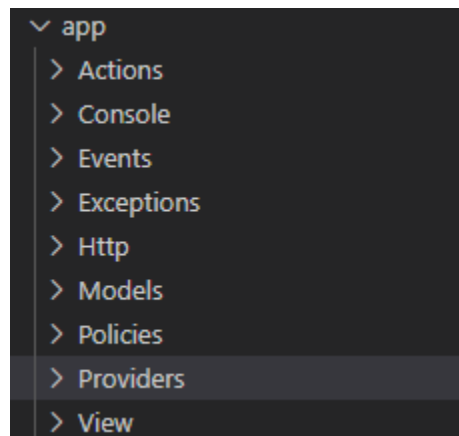 app
Actions
Console
Events
Exceptions
Http
Models
Policies
Providers
View